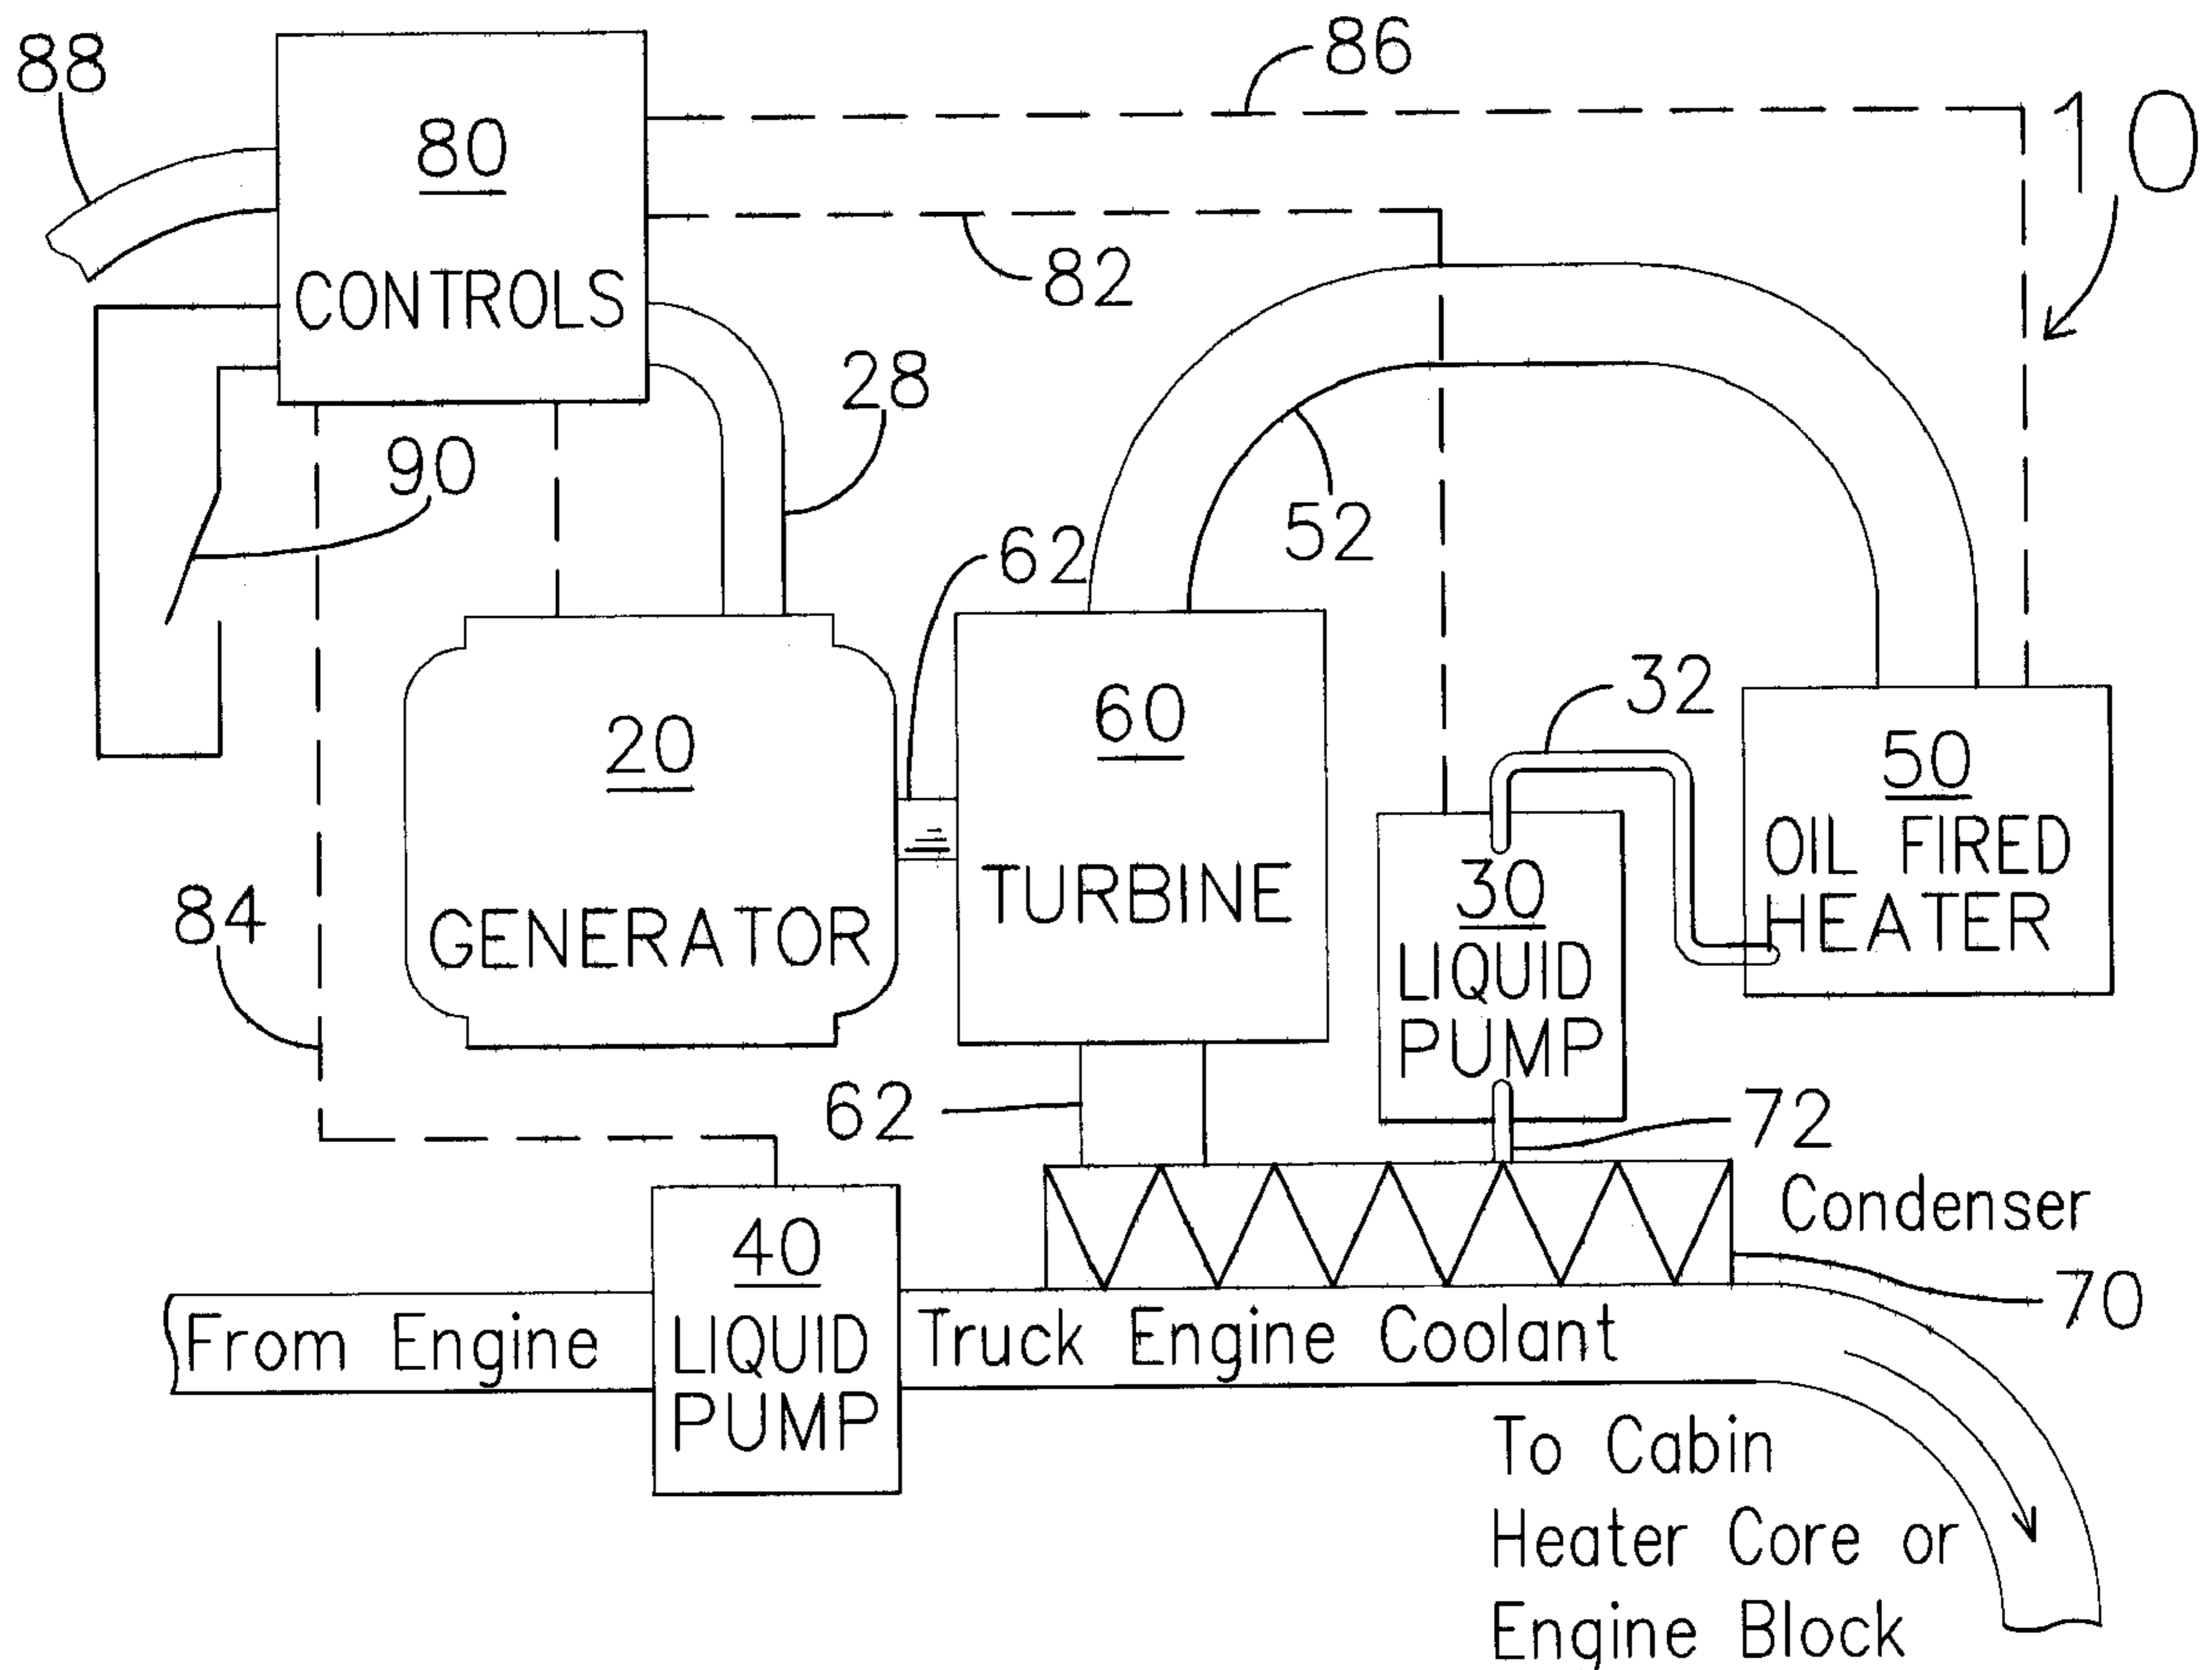 88
86
10
80
CONTROLS
82
28
90
52
62
32
20
GENERATOR
60
TURBINE
50
OIL FIRED
HEATER
30
LIQUID
PUMP
84
62
72
Condenser
70
40
LIQUID
PUMP
From Engine
Truck Engine Coolant
To Cabin
Heater Core or
Engine Block